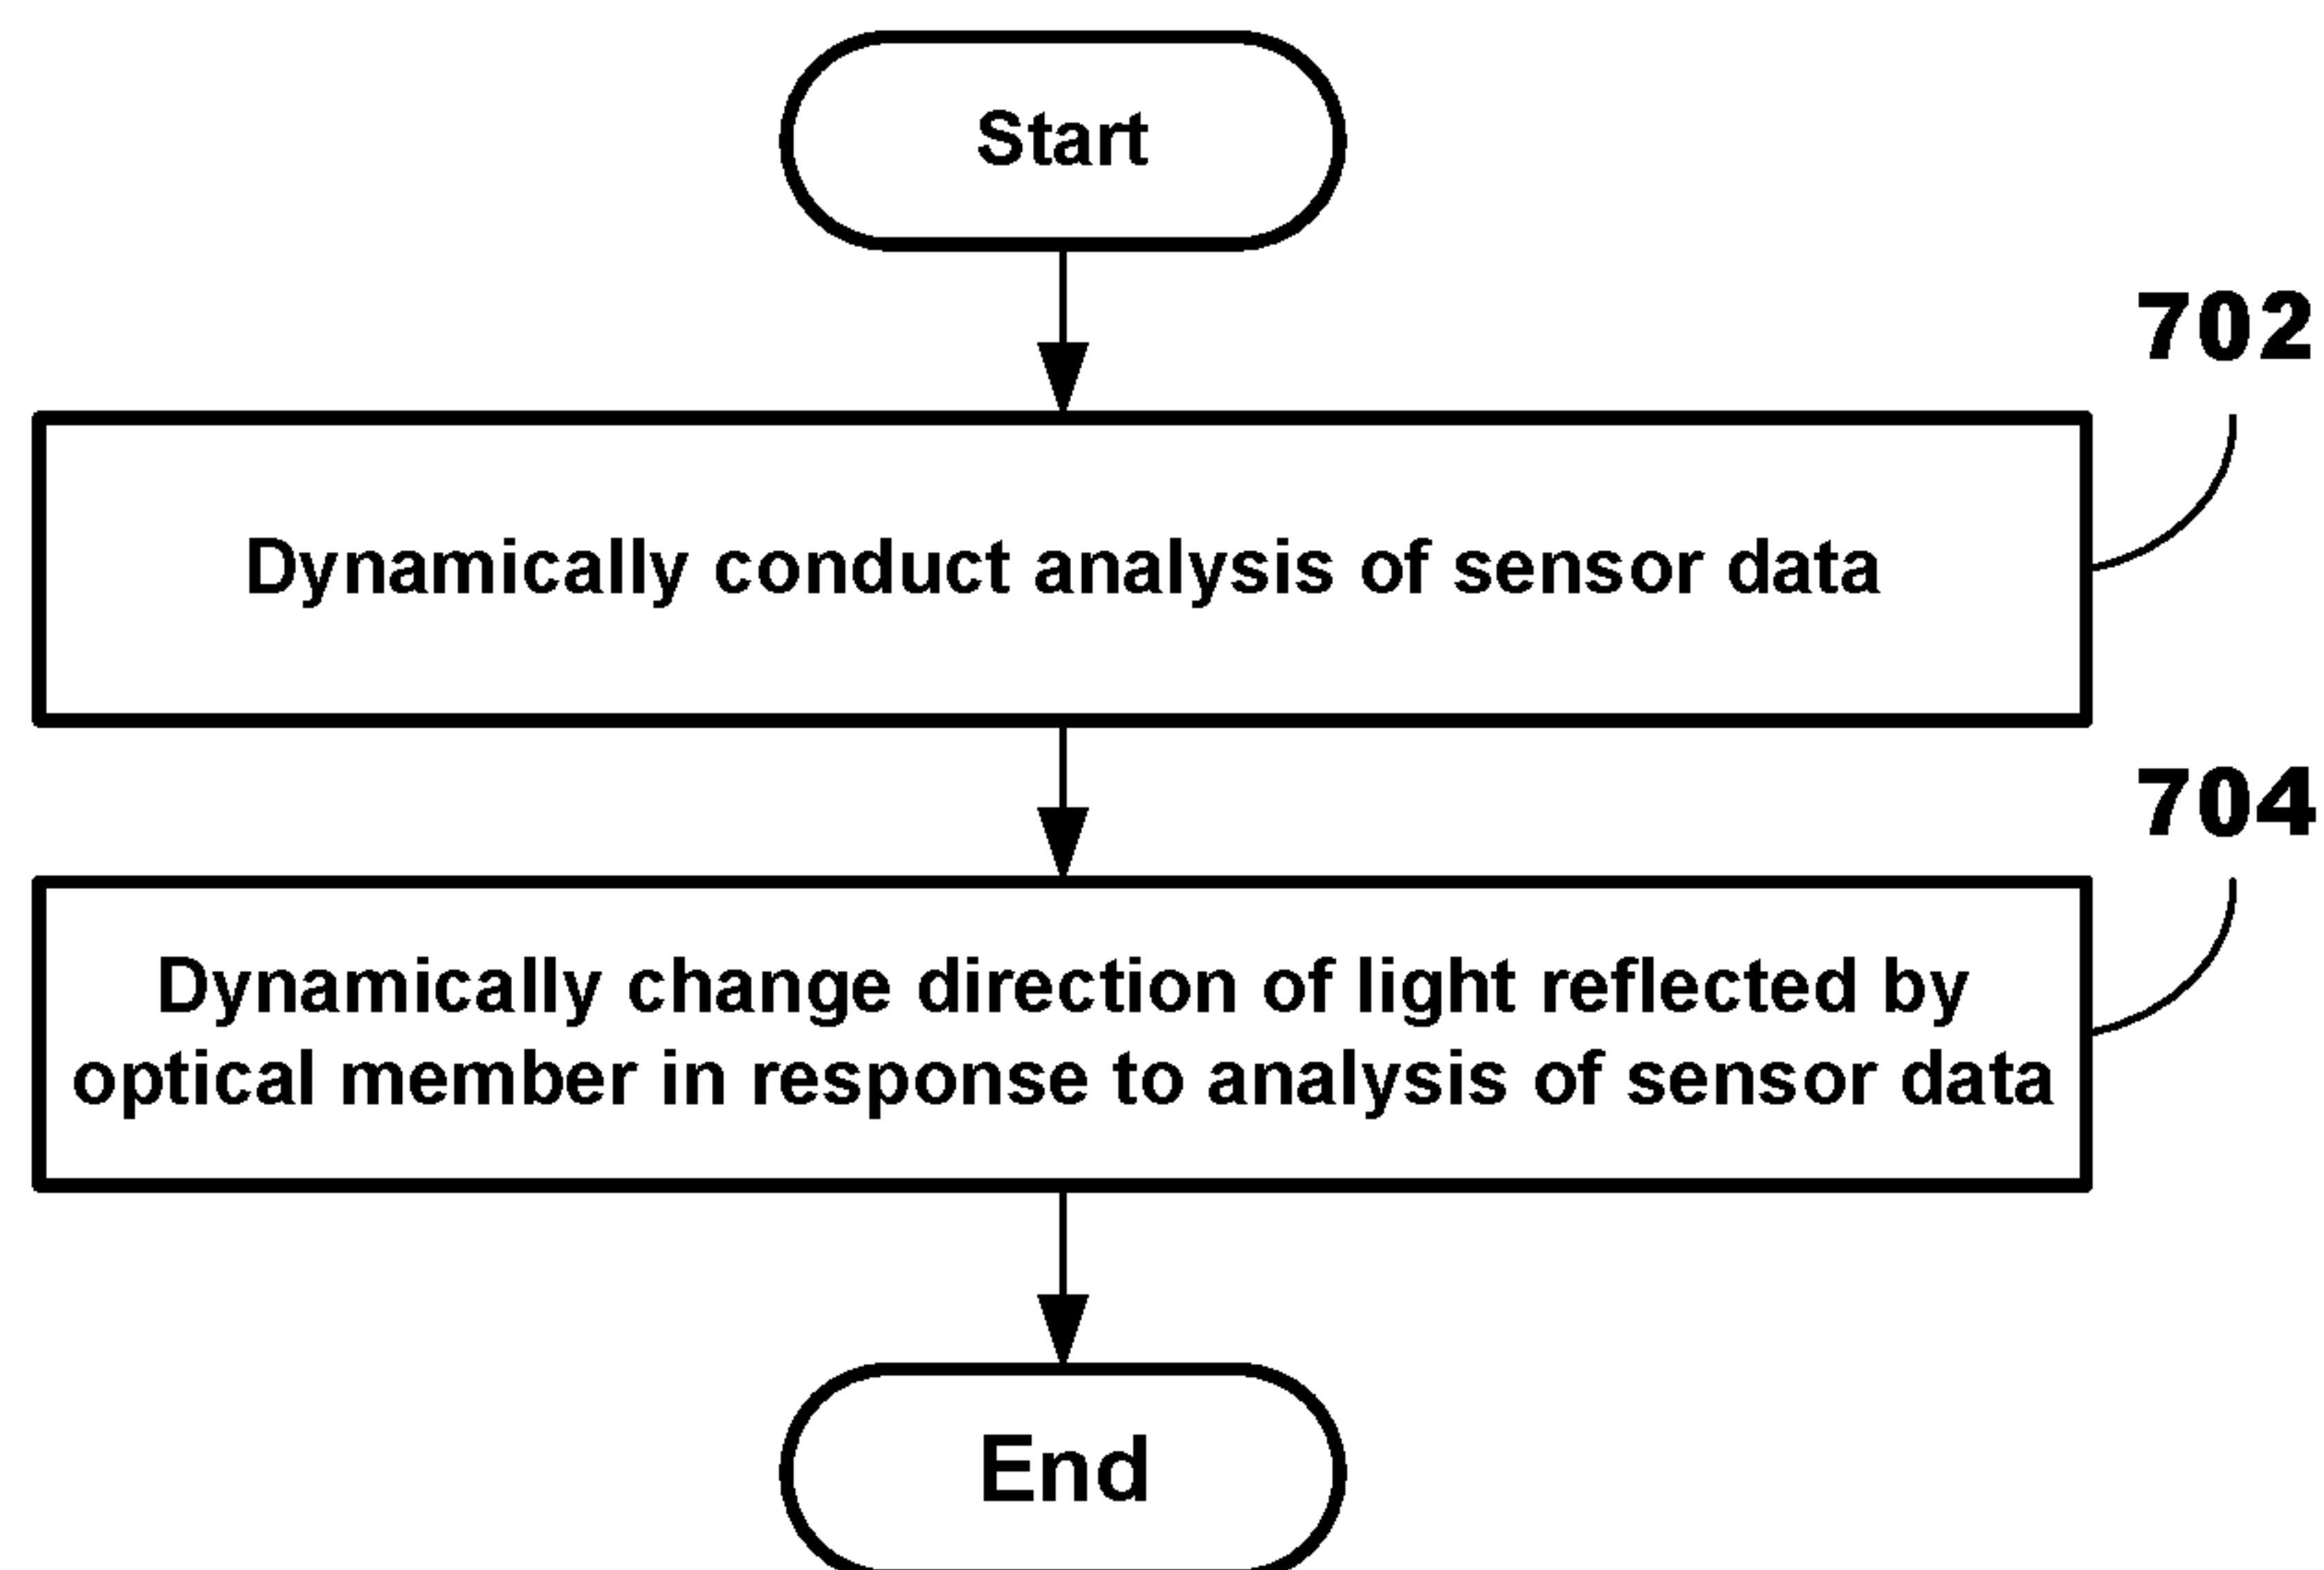 Start
702
Dynamically conduct analysis of sensor data
704
Dynamically change direction of light reflected by
optical member in response to analysis of sensor data
End